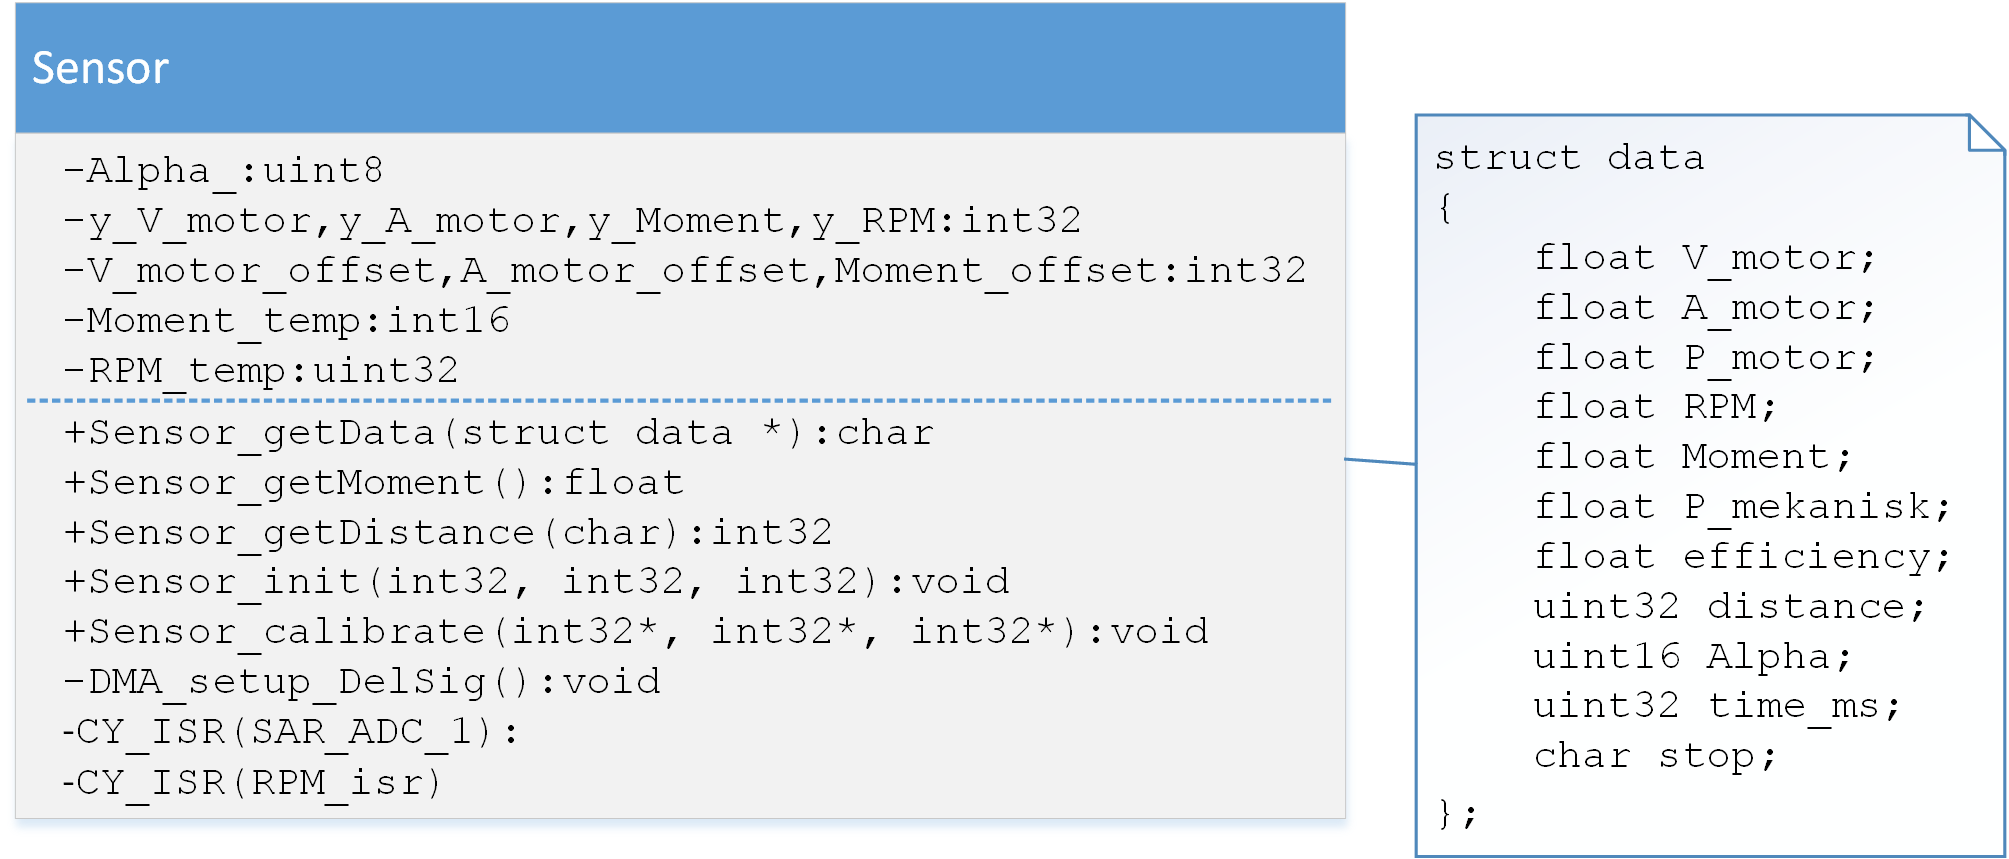 Sensor
-Alpha_:uint8
-y_V_motor,y_A_motor,y_Moment,y_RPM:int32
-V_motor_offset,A_motor_offset,Moment_offset:int32
-Moment_temp:int16
-RPM_temp:uint32
+Sensor_getData(struct data *):char
+Sensor_getMoment():float
+Sensor_getDistance(char):int32
+Sensor_init(int32, int32, int32):void
+Sensor_calibrate(int32*, int32*, int32*):void
-DMA_setup_DelSig():void
-CY_ISR(SAR_ADC_1):
-CY_ISR(RPM_isr)
struct data
{
float V_motor;
float A_motor;
float P_motor;
float RPM;
float Moment;
float P_mekanisk;
float efficiency;
uint32 distance;
uint16 Alpha;
uint32 time_ms;
char stop;
};